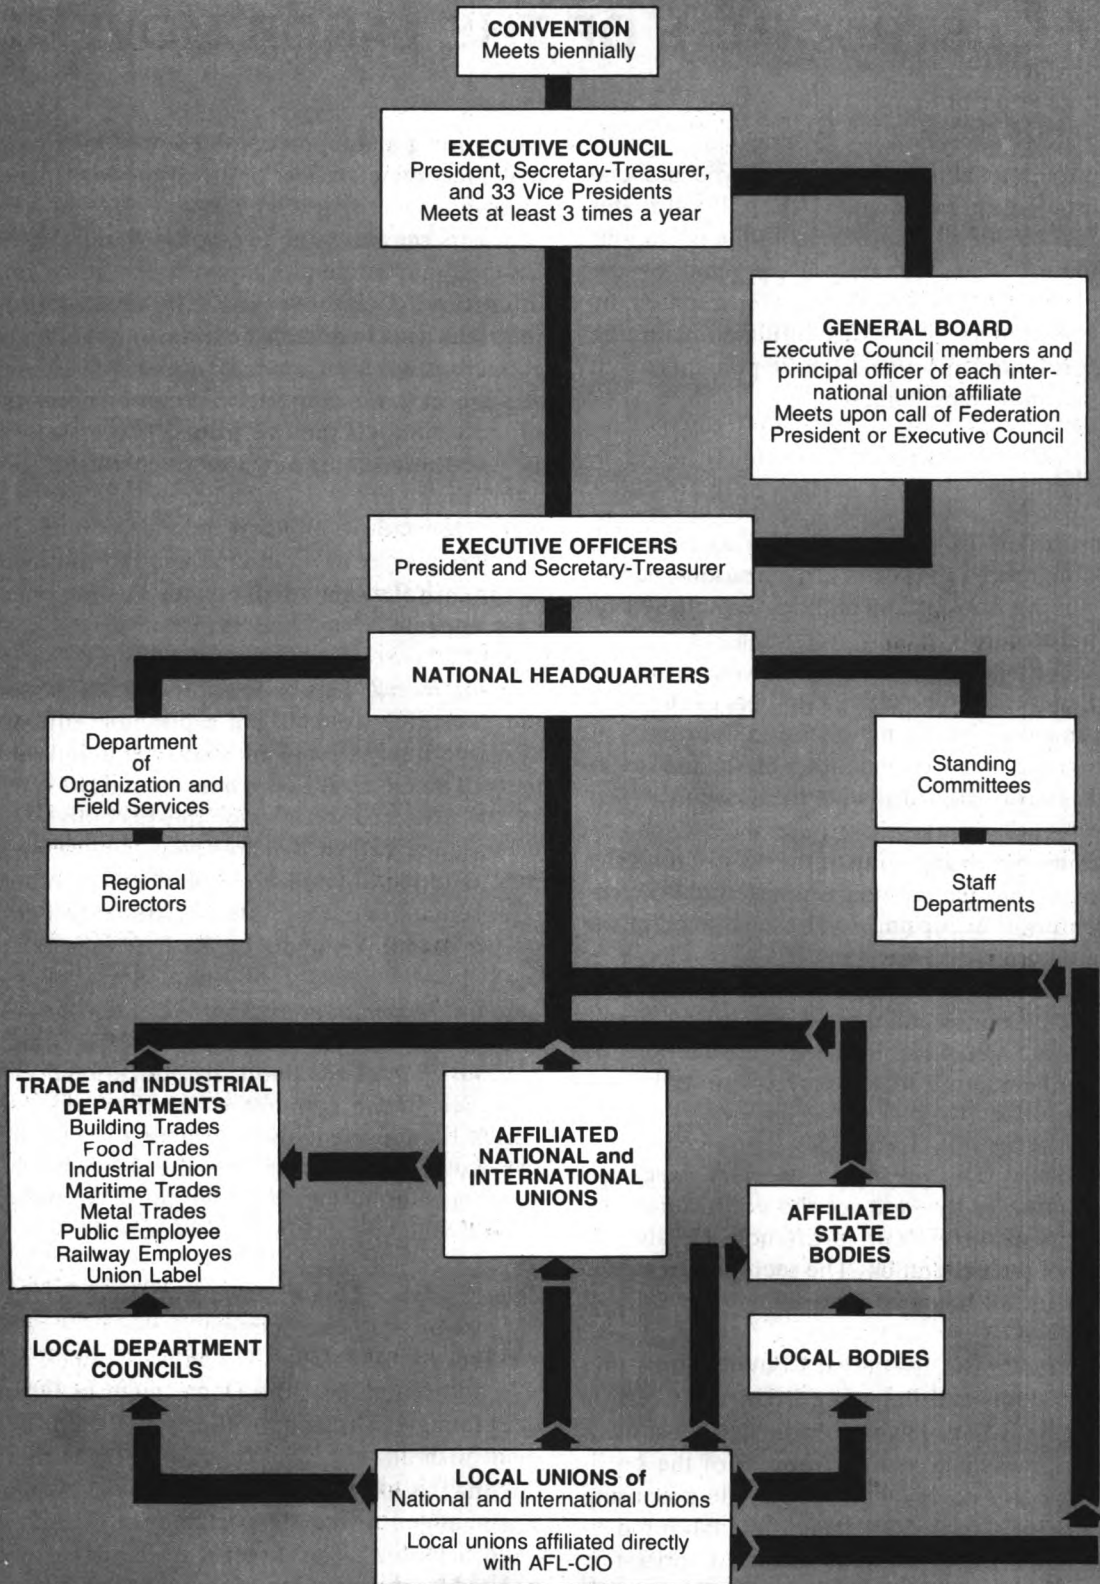 CONVENTION
Meets biennially
EXECUTIVE COUNCIL
President, Secretary-Treasurer,
and 33 Vice Presidents
Meets at least 3 times a year
GENERAL BOARD
Executive Council members and
principal officer of each inter-
national union affiliate
Meets upon call of Federation
President or Executive Council
EXECUTIVE OFFICERS
President and Secretary-Treasurer
NATIONAL HEADQUARTERS
Department
of
Organization and
Field Services
Regional
Directors
Standing
Committees
Staff
Departments
TRADE and INDUSTRIAL
DEPARTMENTS
Building Trades
Food Trades
Industrial Union
Maritime Trades
Metal Trades
Public Employee
Railway Employes
Union Label
AFFILIATED
NATIONAL and
INTERNATIONAL
UNIONS
AFFILIATED
STATE
BODIES
LOCAL DEPARTMENT
COUNCILS
LOCAL BODIES
LOCAL UNIONS of
National and International Unions
Local unions affiliated directly
with AFL-CIO